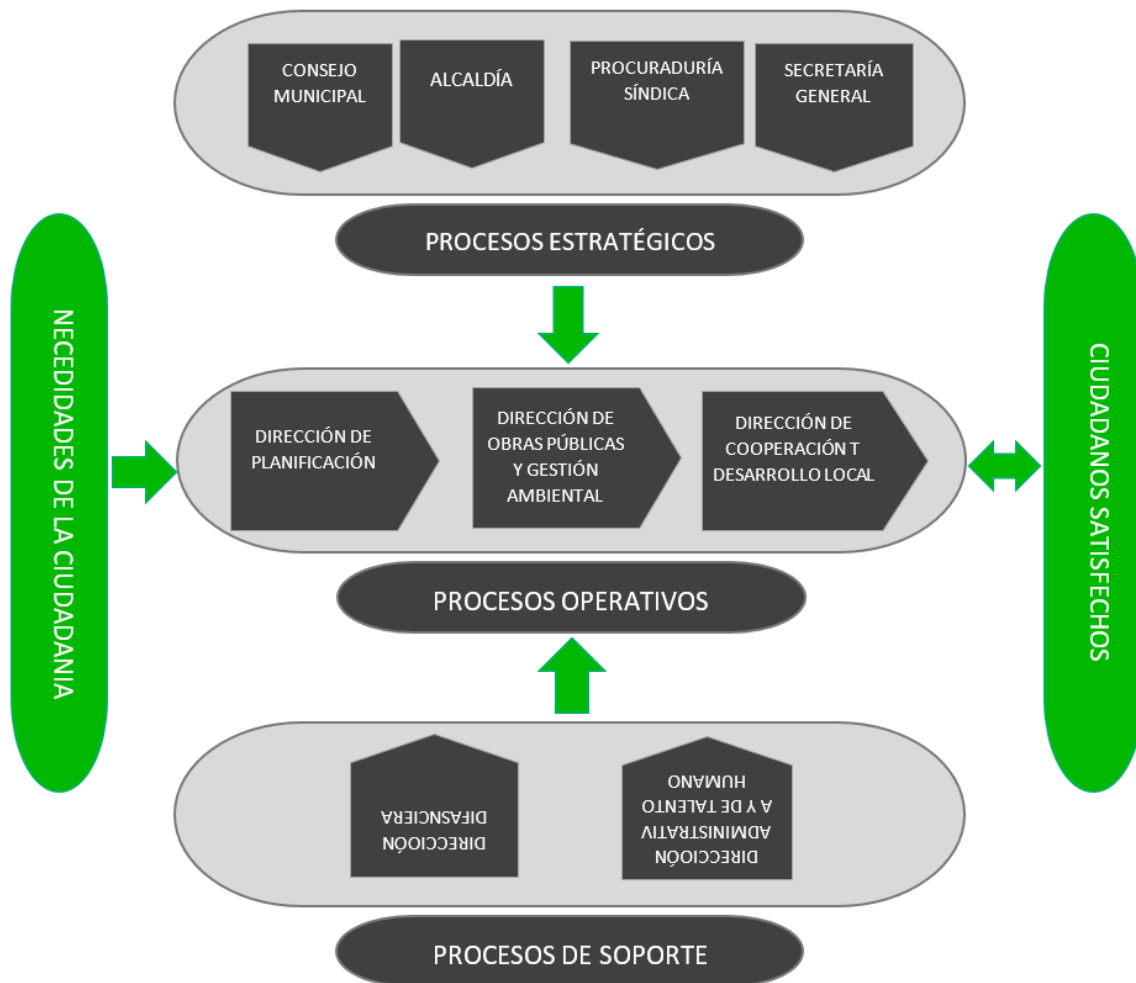 CONSEJO
MUNICIPAL
ALCALDÍA
PROCURADURÍA
SÍNDICA
SECRETARÍA
GENERAL
PROCESOS ESTRATÉGICOS
NECEDIDADES DE LA CIUDADANIA
DIRECCIÓN DE
PLANIFICACIÓN
DIRECCIÓN DE
OBRAS PÚBLICAS
Y GESTIÓN
AMBIENTAL
DIRECCIÓN DE
COOPERACIÓN T
DESARROLLO LOCAL
CIUDADANOS SATISFECHOS
PROCESOS OPERATIVOS
DIRECCIOÓN
DIFASNCIERA
DIRECCIOÓN
ADMINISTRATIV
A Y DE TALENTO
HUMANO
PROCESOS DE SOPORTE